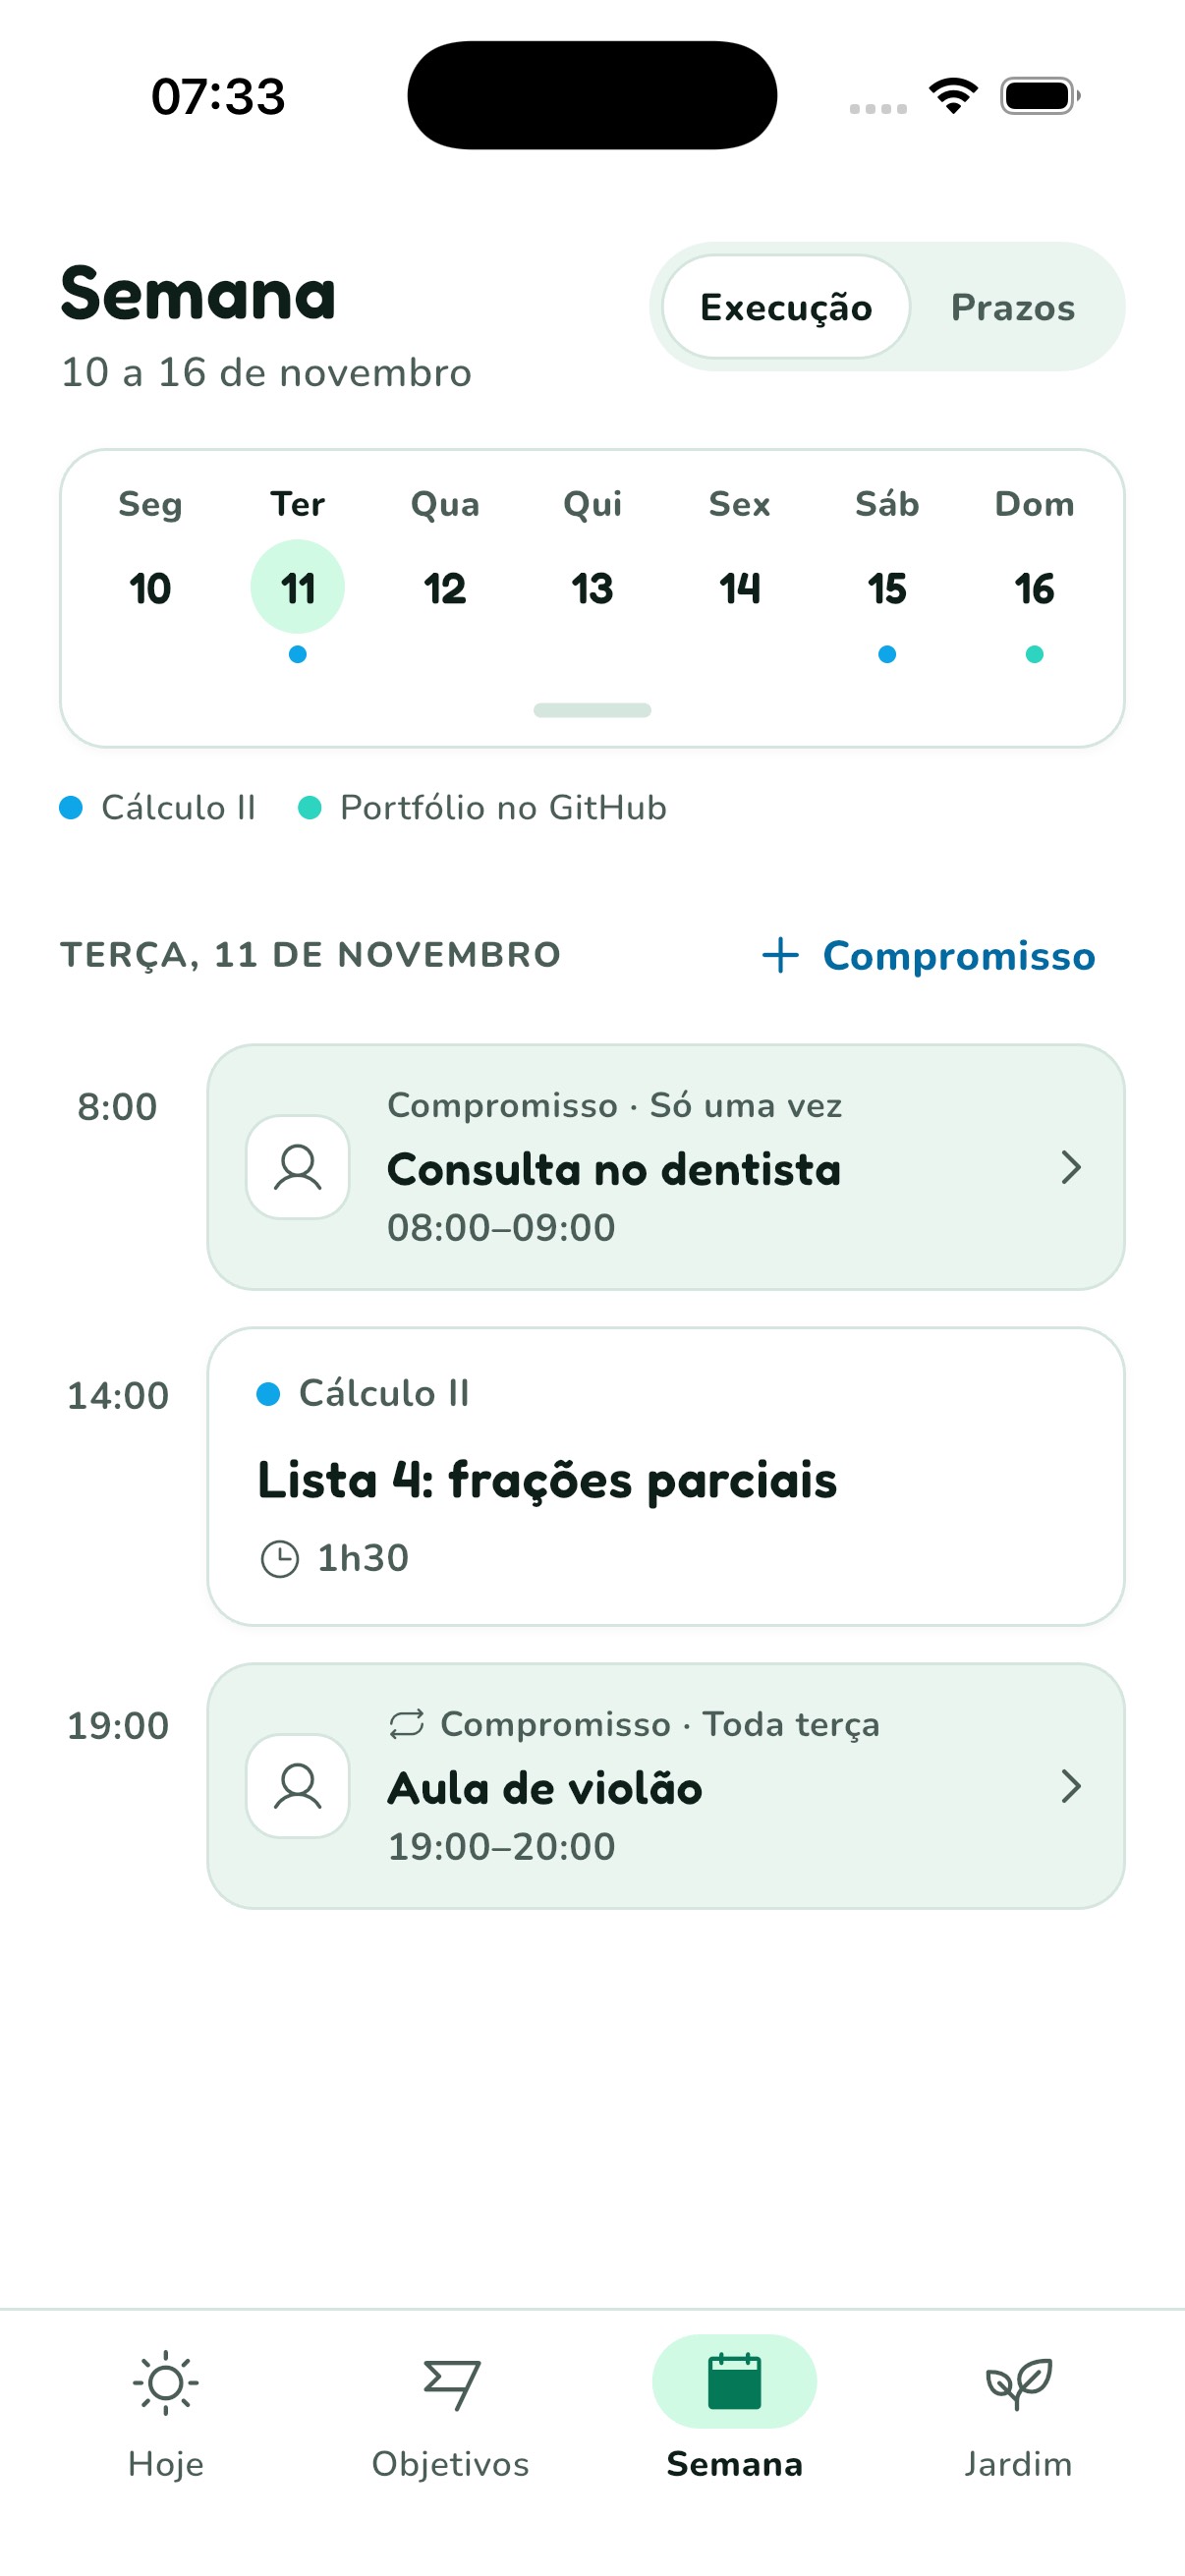 07:33
Semana
10 a 16 de novembro
Execução Prazos
Seg Ter Qua Qui Sex Sáb Dom
10 11 12 13 14 15 16
Cálculo II Portfólio no GitHub
TERÇA, 11 DE NOVEMBRO + Compromisso
8:00
Compromisso · Só uma vez
Consulta no dentista
08:00–09:00
14:00
Cálculo II
Lista 4: frações parciais
1h30
19:00
Compromisso · Toda terça
Aula de violão
19:00–20:00
Hoje Objetivos Semana Jardim